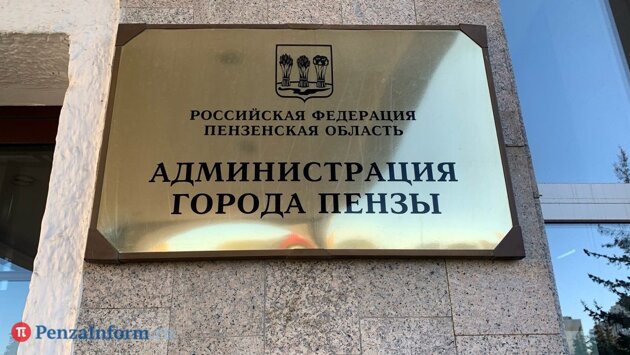 РОССИЙСКАЯ ФЕДЕРАЦИЯ
ПЕНЗЕНСКАЯ ОБЛАСТЬ
АДМИНИСТРАЦИЯ
ГОРОДА ПЕНЗЫ
π PenzaInform